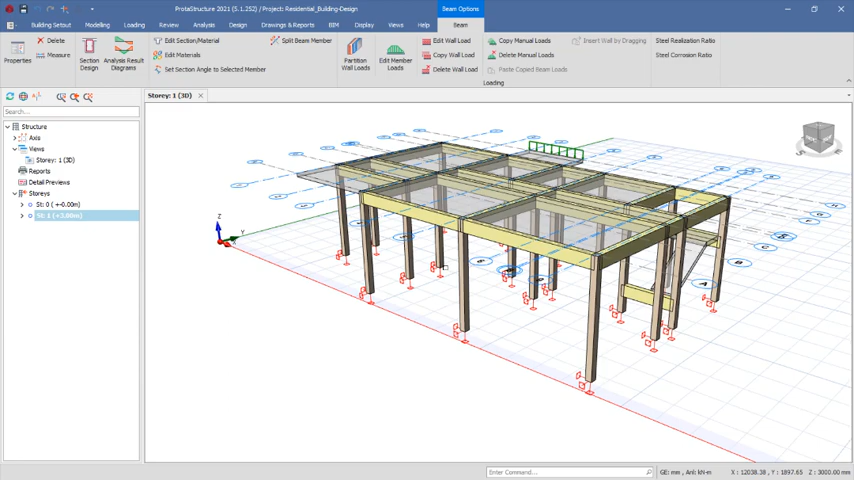 ProtaStructure 2021 (5.1.252) / Project: Residential_Building-Design
Beam Options
Building Setout
Modelling
Loading
Review
Analysis
Design
Drawings & Reports
BIM
Display
Views
Help
Beam
Properties
Delete
Measure
Section Design
Analysis Result Diagrams
Edit Section/Material
Edit Materials
Set Section Angle to Selected Member
Split Beam Member
Partition Wall Loads
Edit Member Loads
Edit Wall Load
Copy Wall Load
Delete Wall Load
Copy Manual Loads
Delete Manual Loads
Paste Copied Beam Loads
Insert Wall by Dragging
Steel Realization Ratio
Steel Corrosion Ratio
Loading
Search...
Structure
Axis
Views
Storey: 1 (3D)
Reports
Detail Previews
Storeys
St: 0 ( +-0.00m)
St: 1 (+3.00m)
Storey: 1 (3D)
Z
Y
X
A
B
C
Enter Command...
GE: mm, Anl: kN-m
X : 12038.38, Y : 1897.65
Z : 3000.00 mm